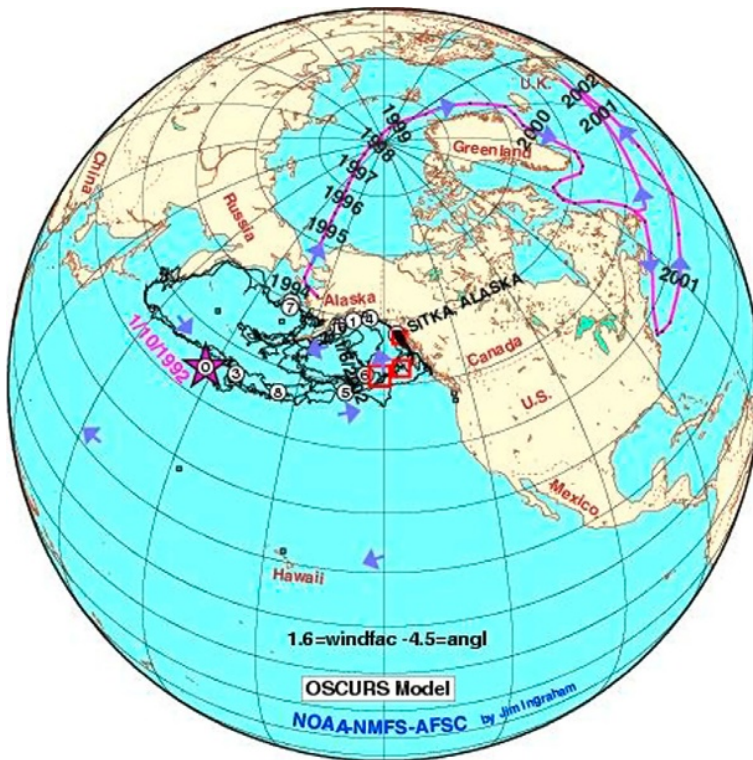 U.K.
2002
2001
1999
2000
1998
Greenland
China
1997
1996
Russia
1995
1994
Alaska
2001
7
1
4
SITKA, ALASKA
1/10/1992
Canada
0
3
8
5
U.S.
Mexico
Hawaii
1.6=windfac -4.5=angl
OSCURS Model
NOAA-NMFS-AFSC by Jim Ingraham